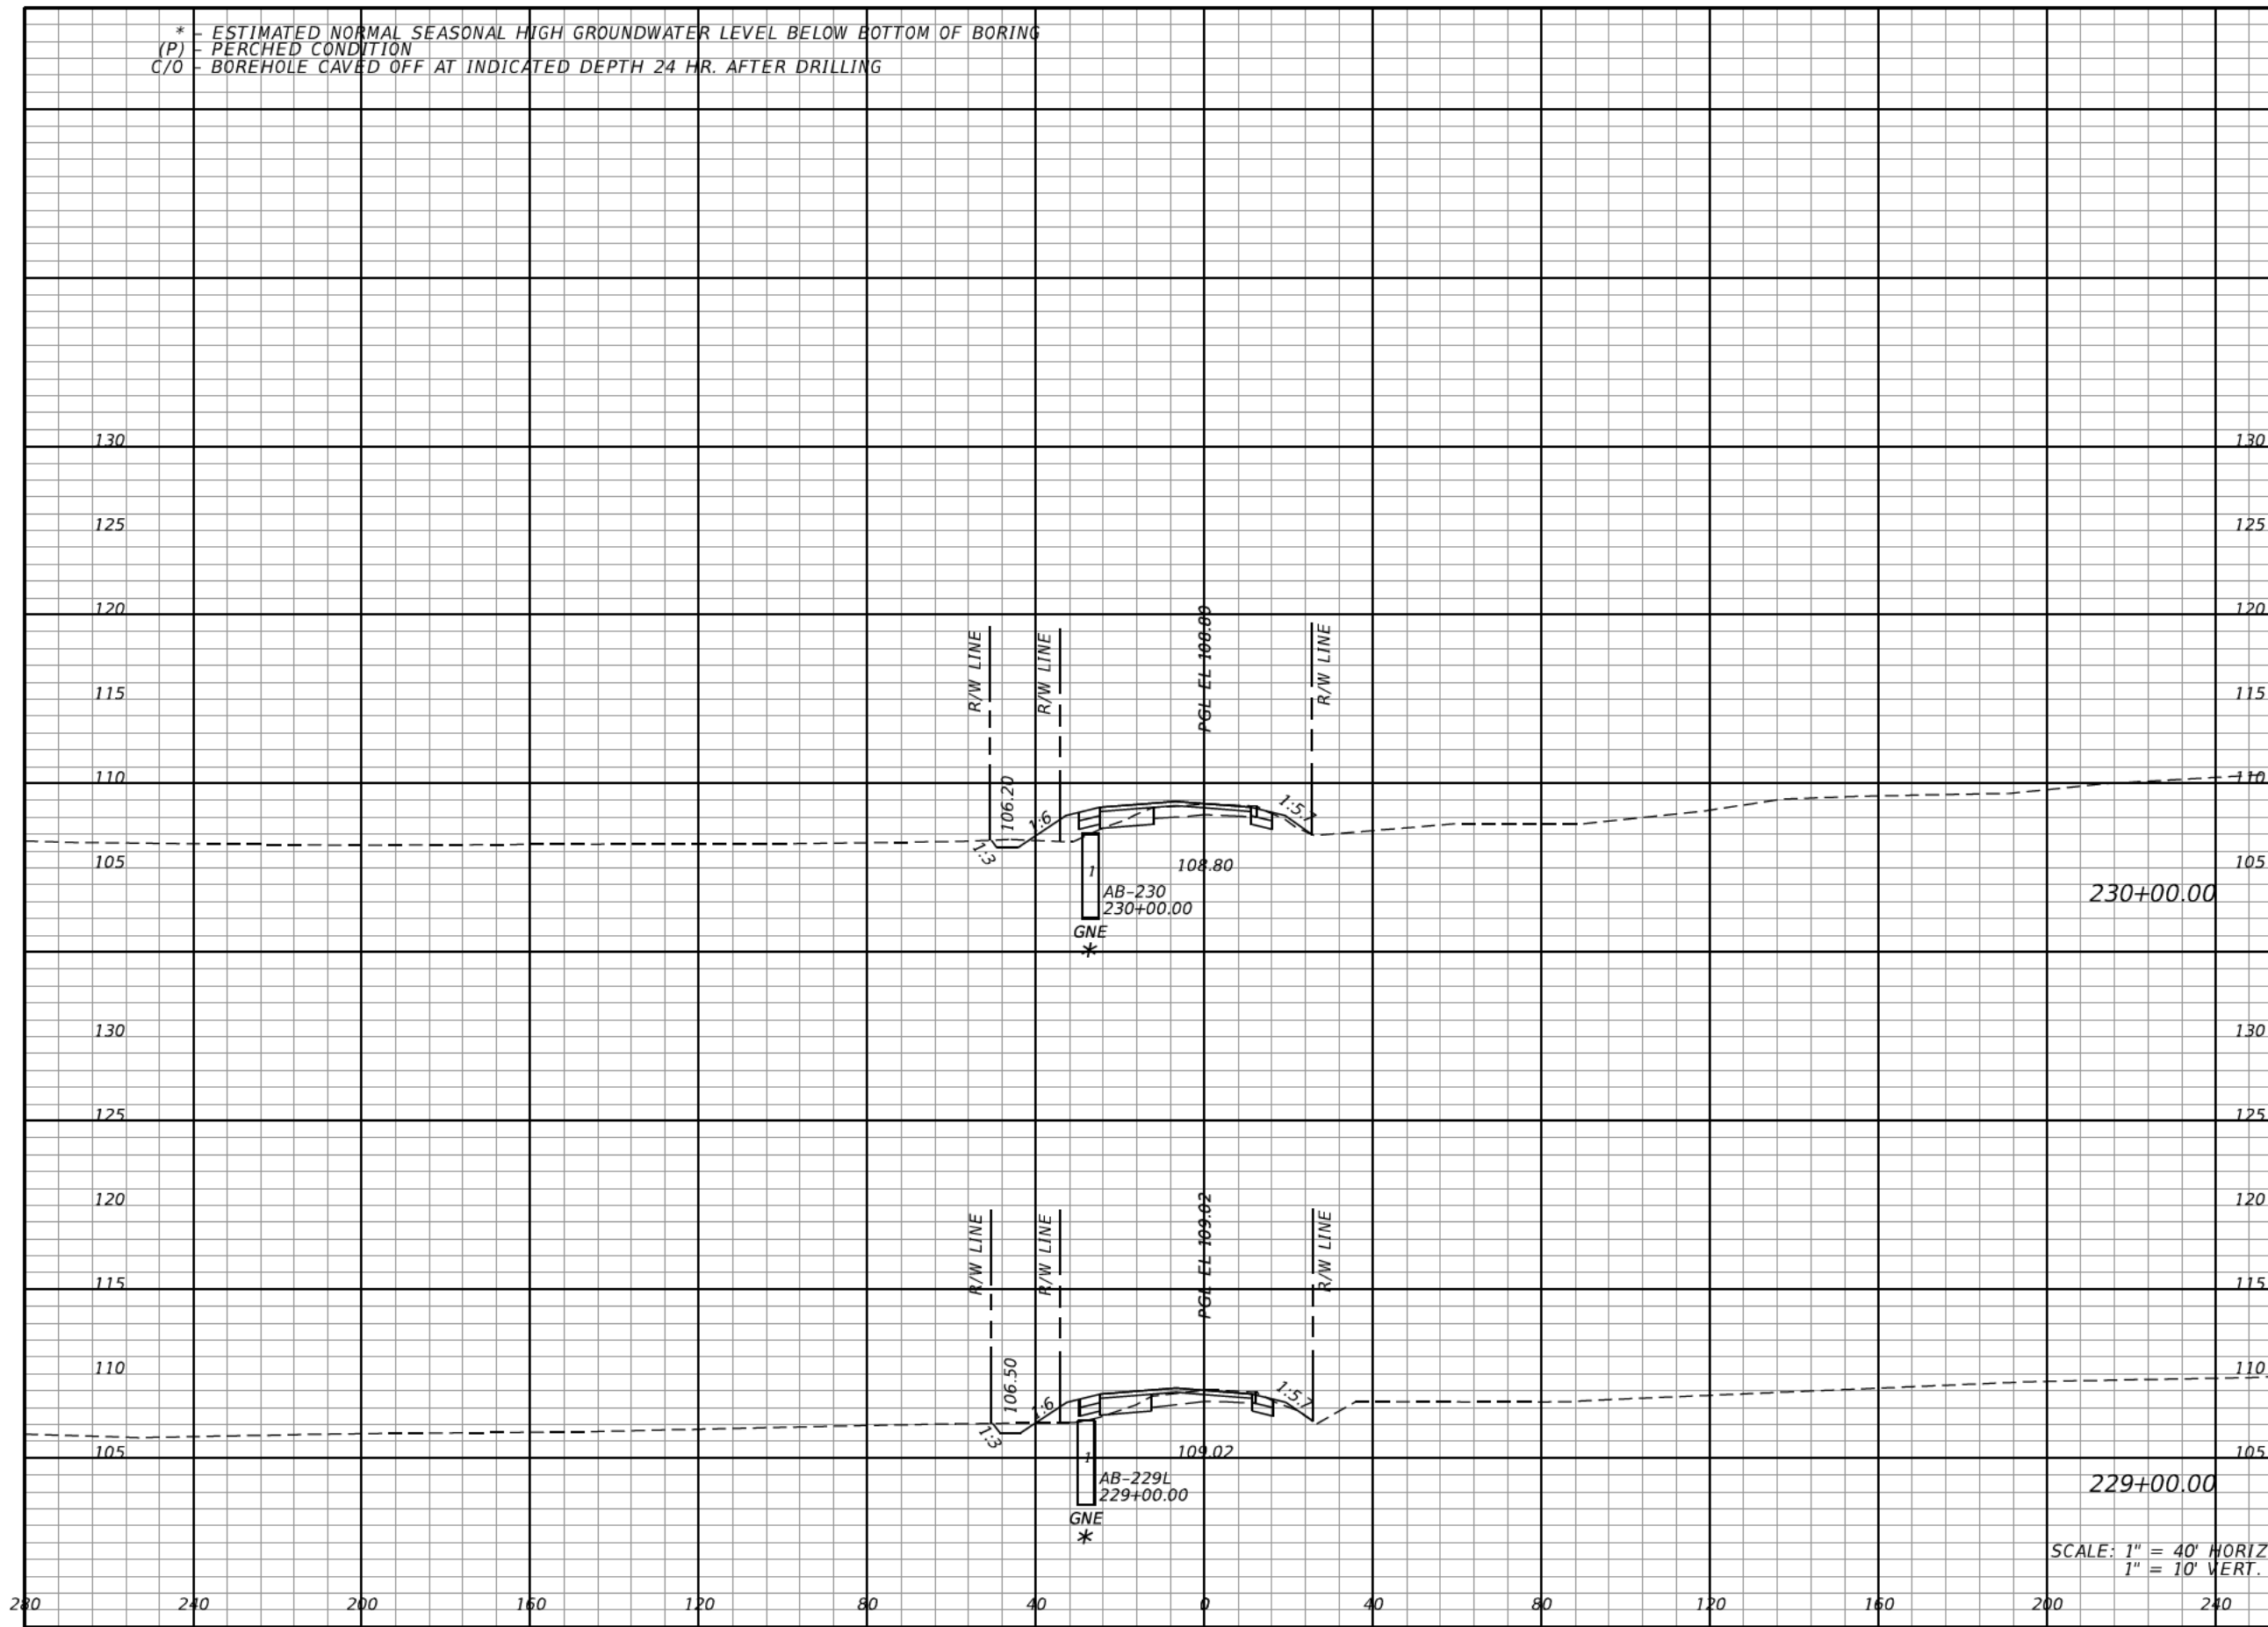 * – ESTIMATED NORMAL SEASONAL HIGH GROUNDWATER LEVEL BELOW BOTTOM OF BORING
(P) – PERCHED CONDITION
C/O – BOREHOLE CAVED OFF AT INDICATED DEPTH 24 HR. AFTER DRILLING
130 130
125 125
120 120
R/W LINE R/W LINE PGL EL 108.80 R/W LINE
115 115
110 110
106.20
1:6 1:5.7
1:3
105 105
108.80
1
AB–230
230+00.00
230+00.00
GNE
*
130 130
125 125
120 120
R/W LINE R/W LINE PGL EL 109.02 R/W LINE
115 115
110 110
106.50
1:6 1:5.7
1:3
105 105
109.02
1
AB–229L
229+00.00
229+00.00
GNE
*
SCALE: 1" = 40' HORIZ
1" = 10' VERT.
280 240 200 160 120 80 40 0 40 80 120 160 200 240